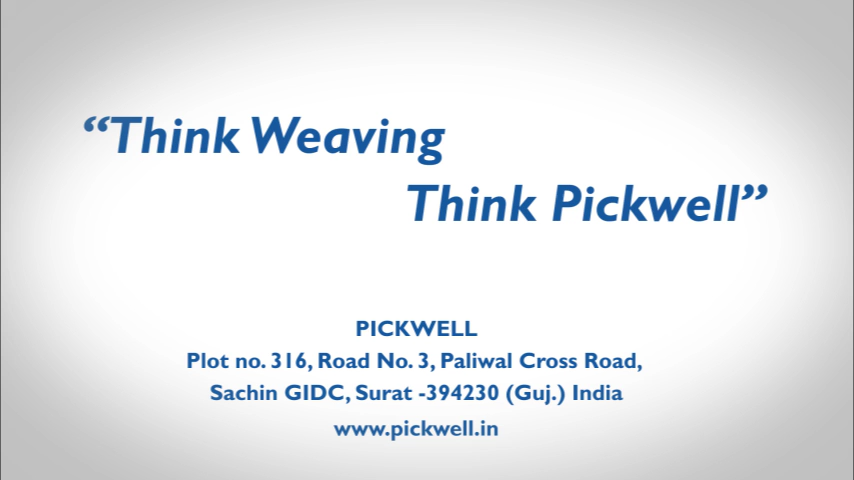 “Think Weaving
Think Pickwell”
PICKWELL
Plot no. 316, Road No. 3, Paliwal Cross Road,
Sachin GIDC, Surat -394230 (Guj.) India
www.pickwell.in